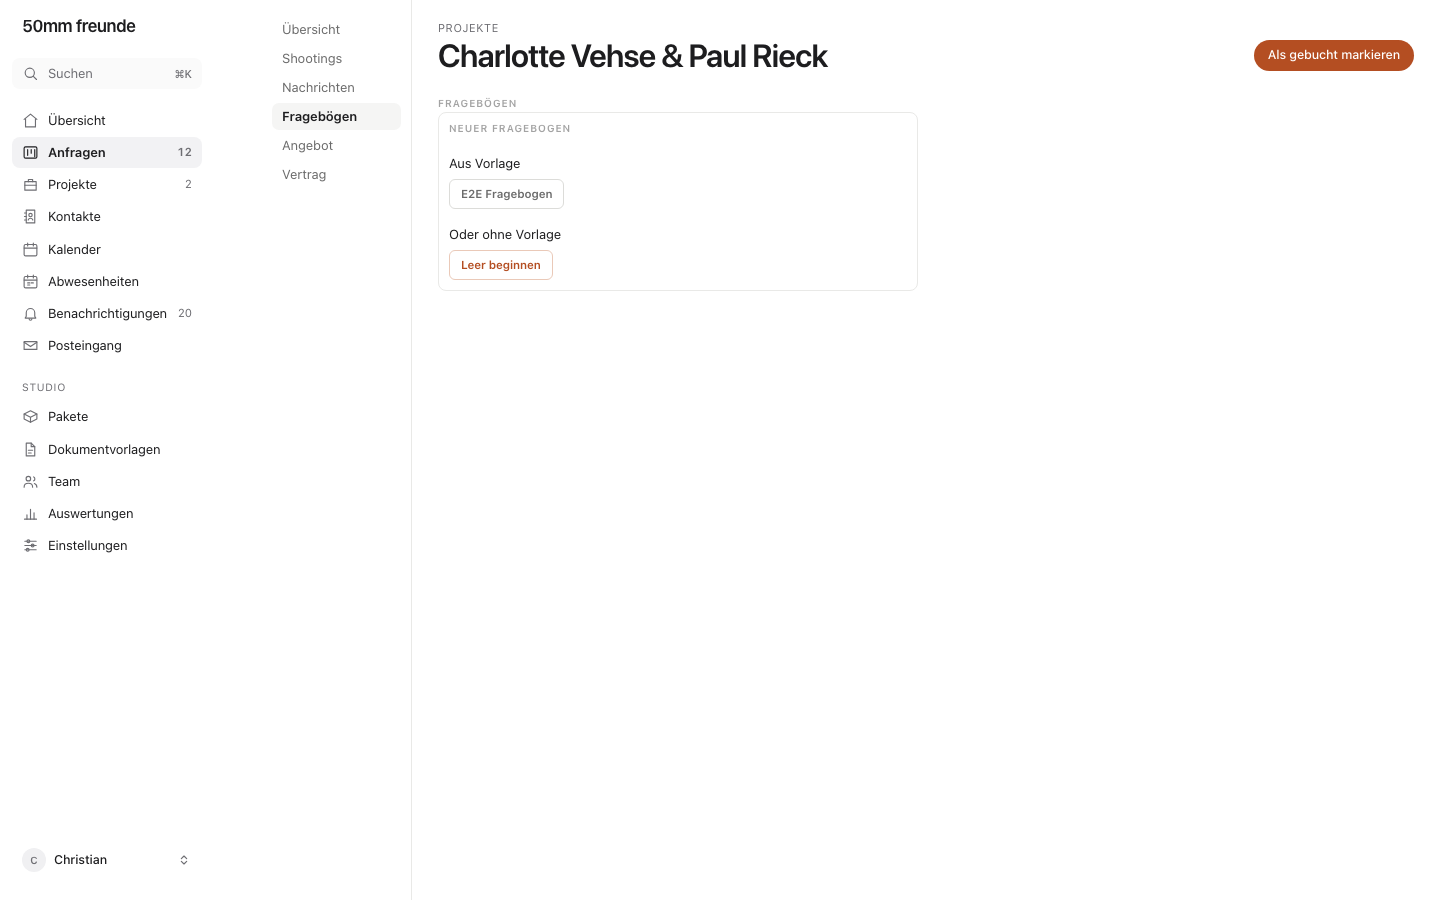 50mm freunde
Suchen ⌘K
Übersicht
Anfragen 12
Projekte 2
Kontakte
Kalender
Abwesenheiten
Benachrichtigungen 20
Posteingang
STUDIO
Pakete
Dokumentvorlagen
Team
Auswertungen
Einstellungen
C Christian
Übersicht
Shootings
Nachrichten
Fragebögen
Angebot
Vertrag
PROJEKTE
Charlotte Vehse & Paul Rieck
Als gebucht markieren
FRAGEBÖGEN
NEUER FRAGEBOGEN
Aus Vorlage
E2E Fragebogen
Oder ohne Vorlage
Leer beginnen